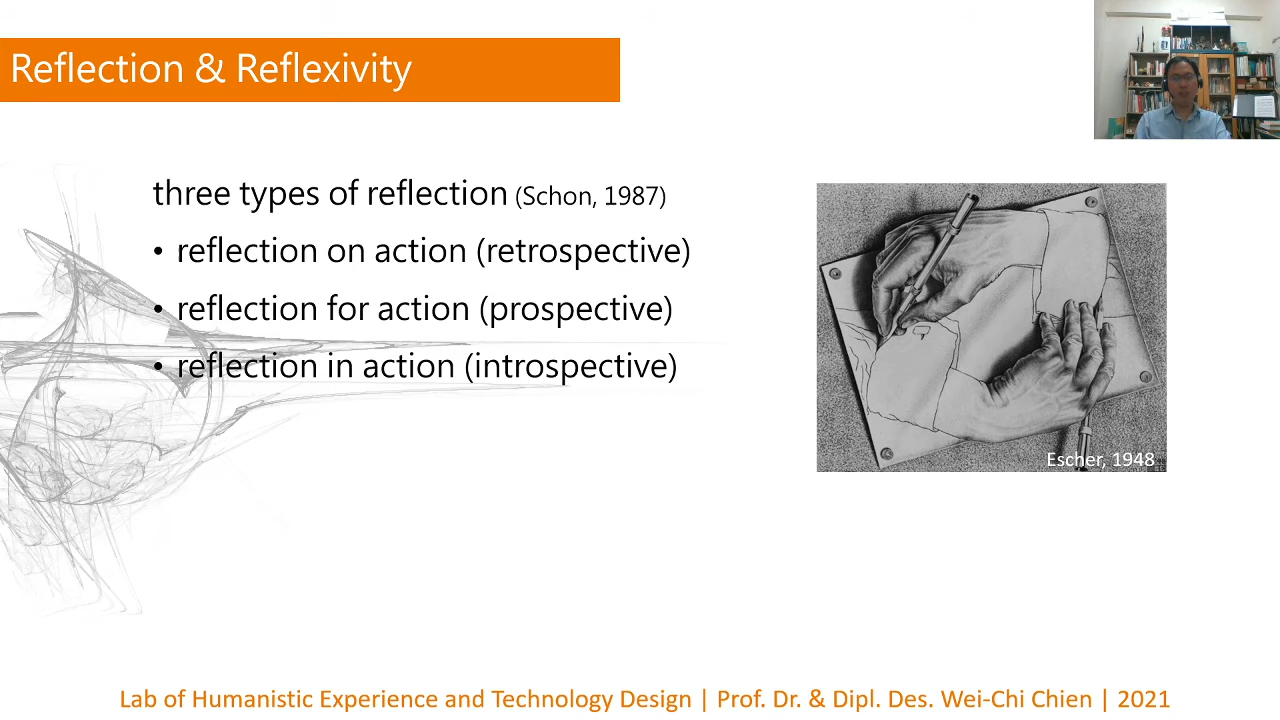 Reflection & Reflexivity
three types of reflection (Schon, 1987)
• reflection on action (retrospective)
• reflection for action (prospective)
• reflection in action (introspective)
Escher, 1948
Lab of Humanistic Experience and Technology Design | Prof. Dr. & Dipl. Des. Wei-Chi Chien | 2021